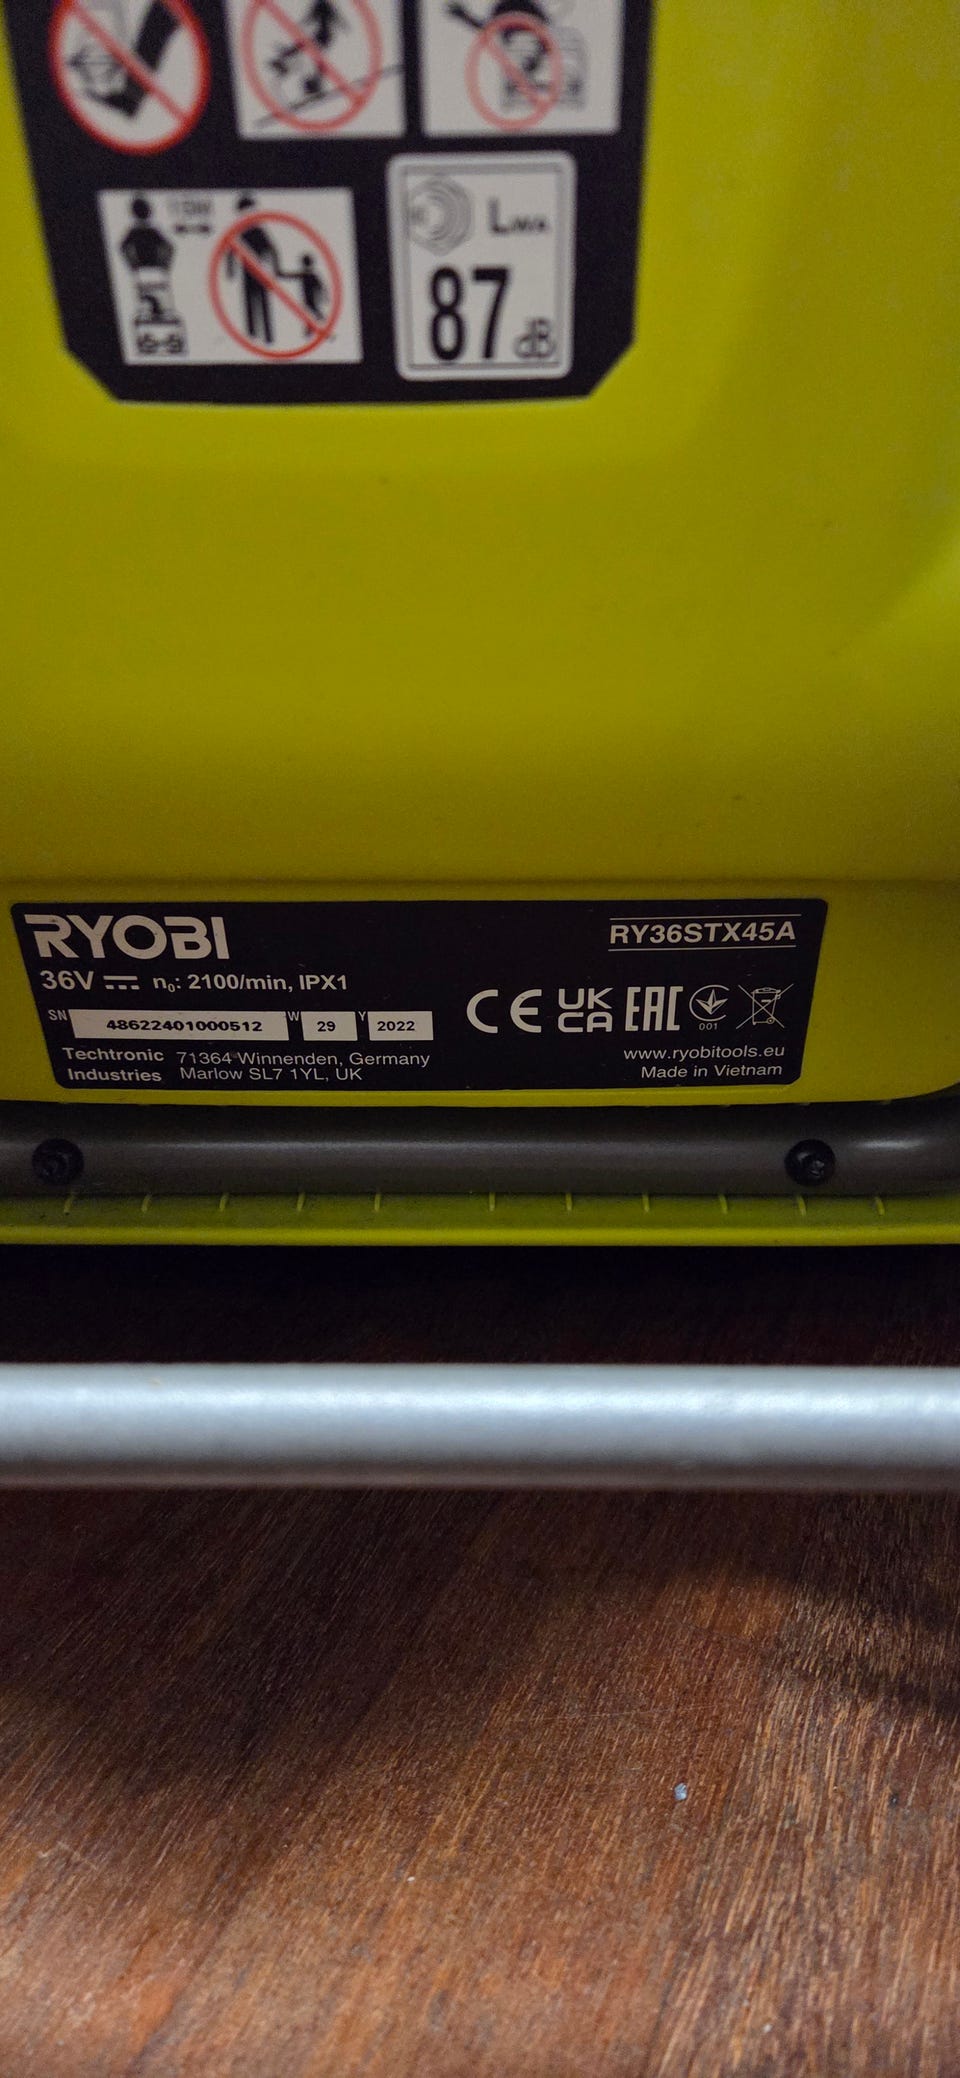 LWA
87
dB
RYOBI
RY36STX45A
36V n₀: 2100/min, IPX1
SN 48622401000512 W 29 Y 2022
CE UK CA EAC 001
Techtronic 71364 Winnenden, Germany
Industries Marlow SL7 1YL, UK
www.ryobitools.eu
Made in Vietnam